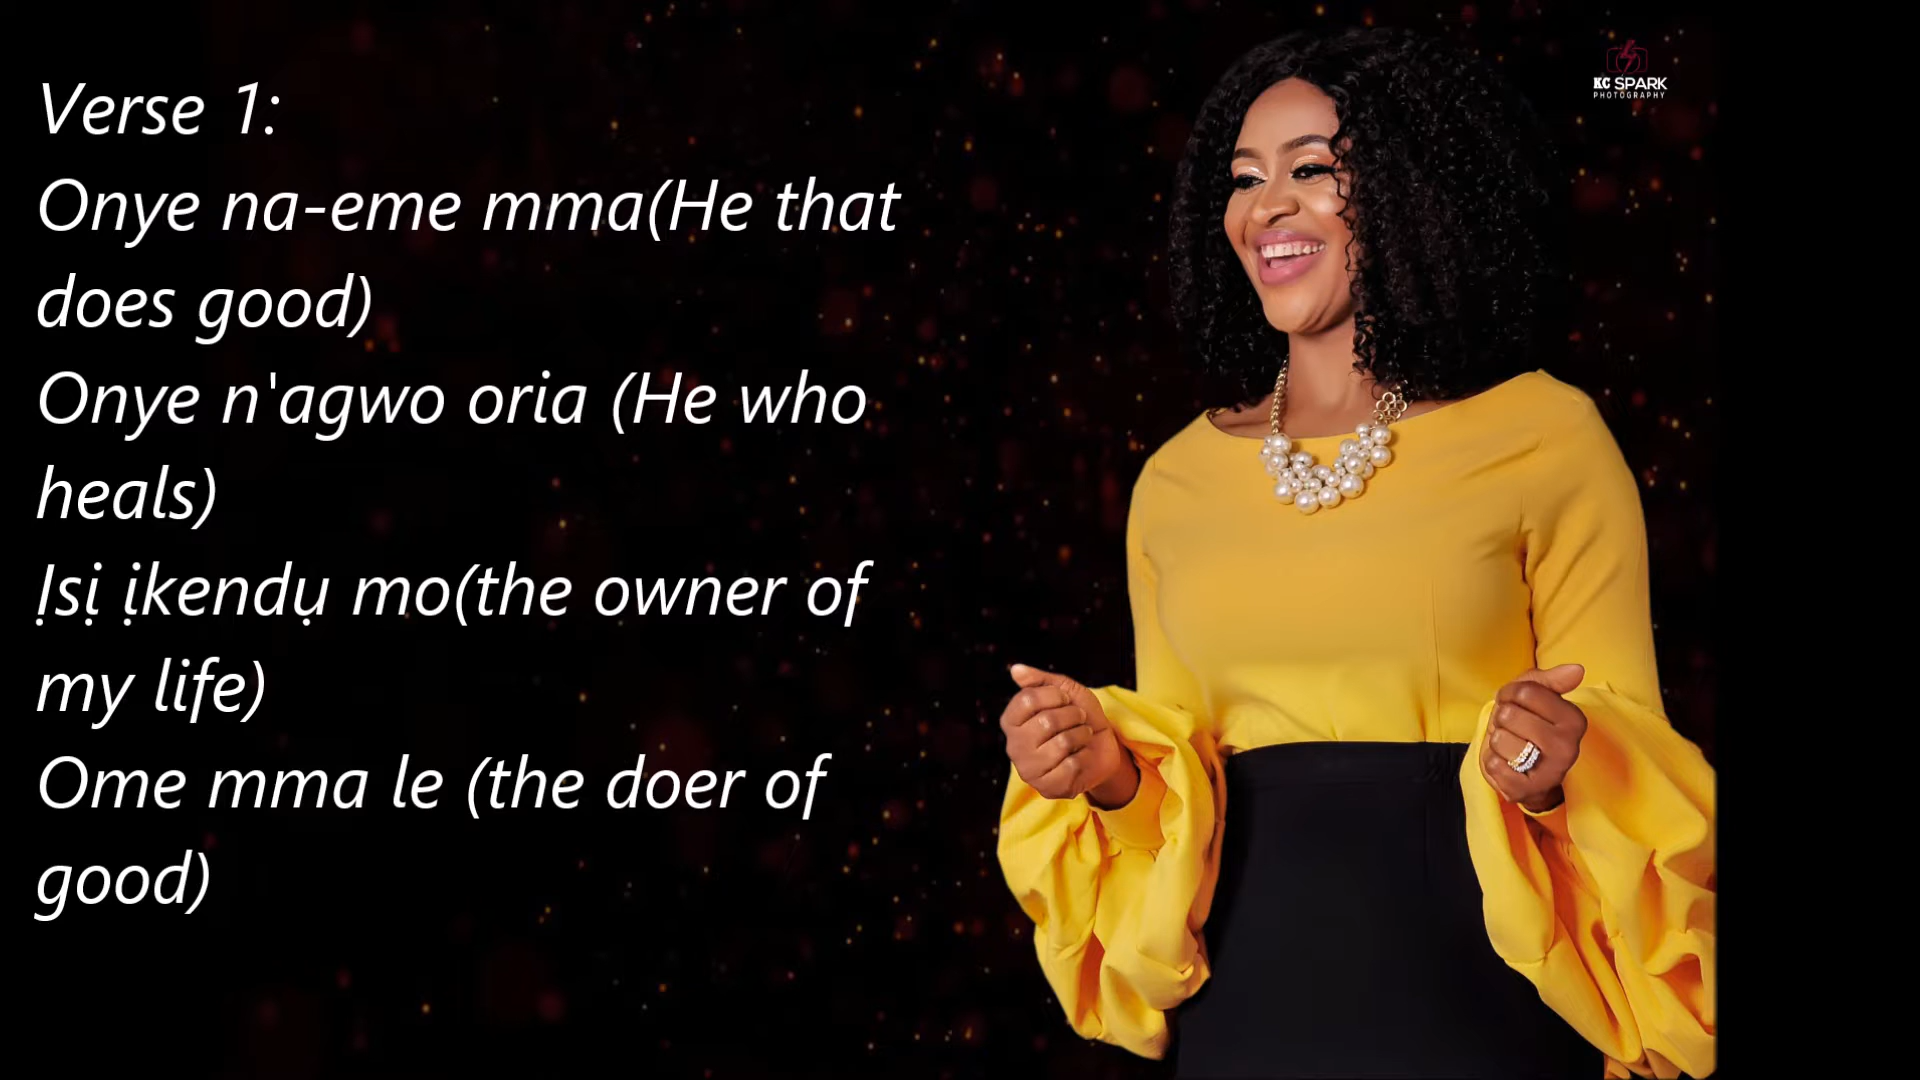 Verse 1:
Onye na-eme mma(He that
does good)
Onye n'agwo oria (He who
heals)
Ịsị ịkendụ mo(the owner of
my life)
Ome mma le (the doer of
good)
KC SPARK
PHOTOGRAPHY